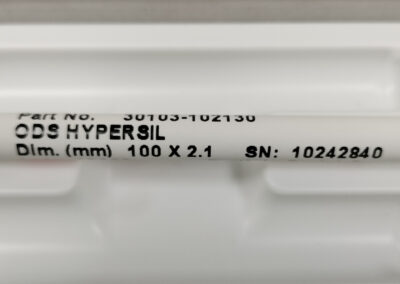 Part No. 30103-102130
ODS HYPERSIL
Dim. (mm) 100 X 2.1 SN: 10242840